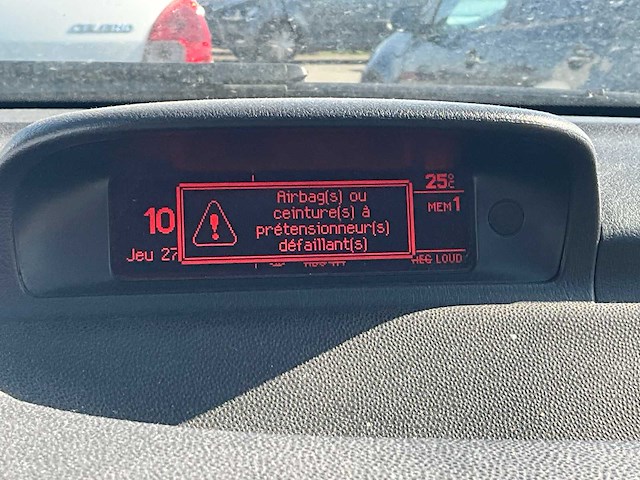 25°C
Airbag(s) ou
ceinture(s) à
prétensionneur(s)
défaillant(s)
10
MEM1
Jeu 27
REG LOUD